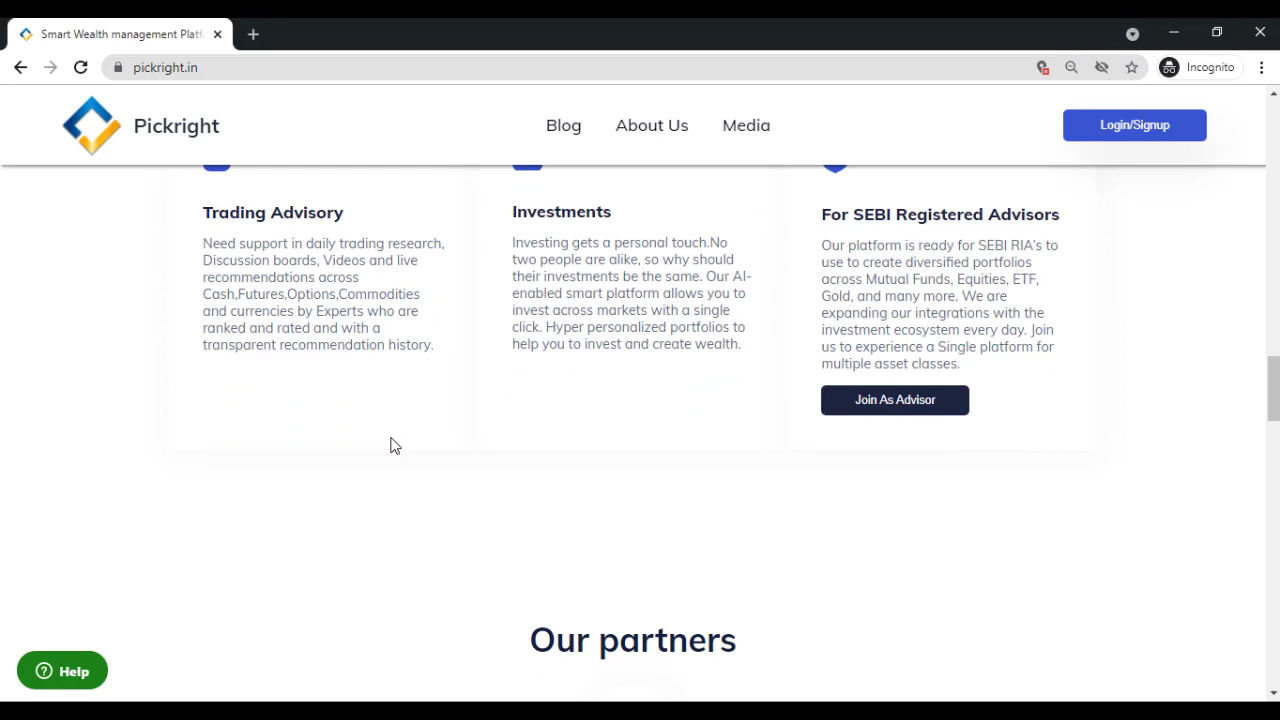 Smart Wealth management Platf
pickright.in
Incognito
Pickright
Blog
About Us
Media
Login/Signup
Trading Advisory
Need support in daily trading research,
Discussion boards, Videos and live
recommendations across
Cash,Futures,Options,Commodities
and currencies by Experts who are
ranked and rated and with a
transparent recommendation history.
Investments
Investing gets a personal touch.No
two people are alike, so why should
their investments be the same. Our AI-
enabled smart platform allows you to
invest across markets with a single
click. Hyper personalized portfolios to
help you to invest and create wealth.
For SEBI Registered Advisors
Our platform is ready for SEBI RIA's to
use to create diversified portfolios
across Mutual Funds, Equities, ETF,
Gold, and many more. We are
expanding our integrations with the
investment ecosystem every day. Join
us to experience a Single platform for
multiple asset classes.
Join As Advisor
Our partners
Help